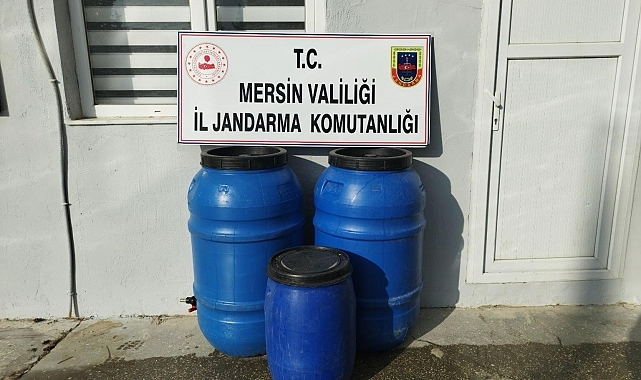 T.C.
MERSİN VALİLİĞİ
İL JANDARMA KOMUTANLIĞI